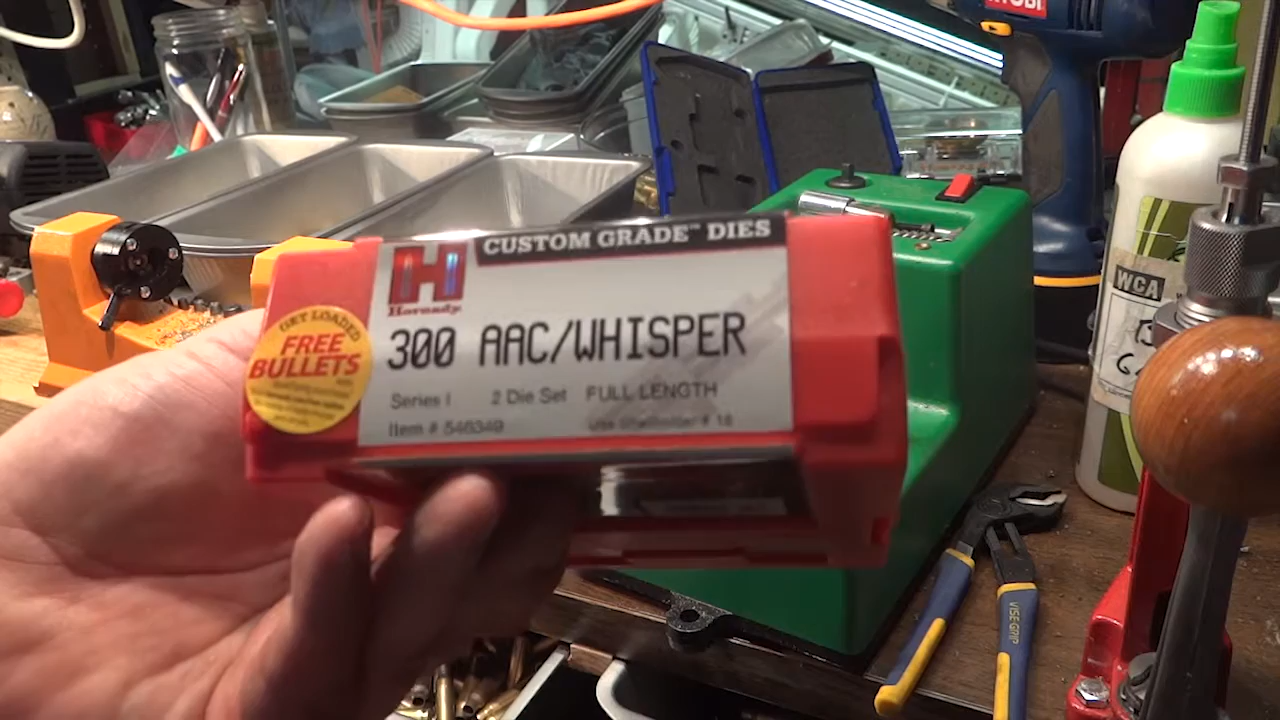 RYOBI
CUSTOM GRADE™ DIES
H
Hornady
GET LOADED
FREE
BULLETS
300 AAC/WHISPER
Series I 2 Die Set FULL LENGTH
Item # 546349 Use Shellholder # 16
WCA
VISE-GRIP